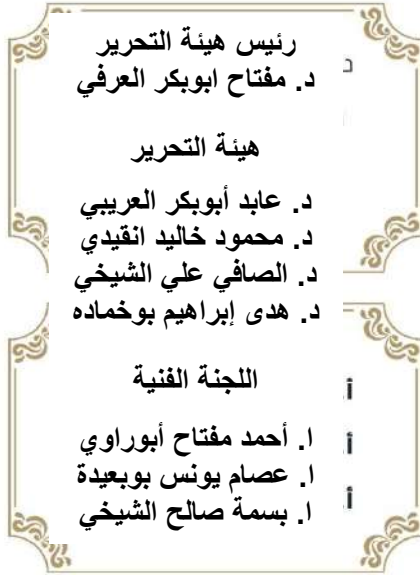 رئيس هيئة التحرير
د. مفتاح ابوبكر العرفي
هيئة التحرير
د. عابد أبوبكر العريبي
د. محمود خاليد انقيدي
د. الصافي علي الشيخي
د. هدى إبراهيم بوخماده
اللجنة الفنية
ا. أحمد مفتاح أبوراوي
ا. عصام يونس بوبعيدة
ا. بسمة صالح الشيخي